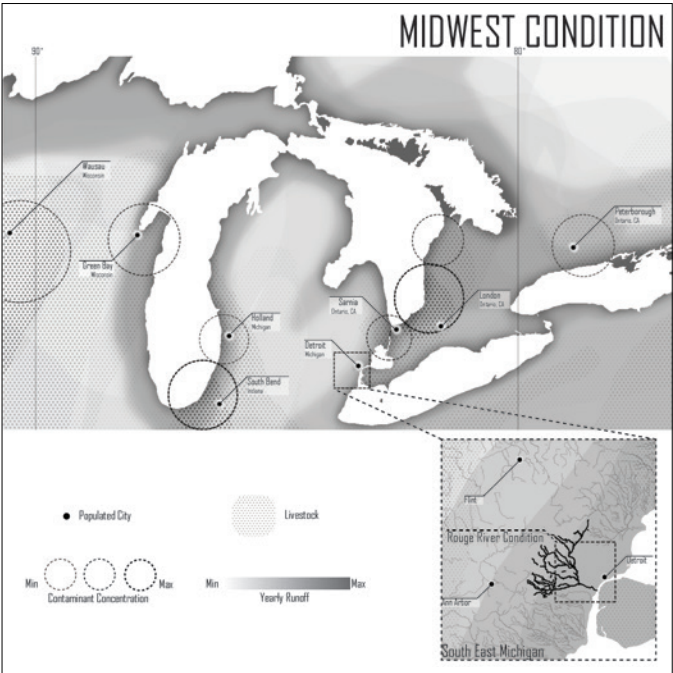 MIDWEST CONDITION
90°
80°
Wausau
Wisconsin
Peterborough
Ontario, CA
Green Bay
Wisconsin
Holland
Michigan
Sarnia
Ontario, CA
London
Ontario, CA
Detroit
Michigan
South Bend
Indiana
Populated City
Livestock
Min
Max
Contaminant Concentration
Min
Max
Yearly Runoff
Flint
Rouge River Condition
Detroit
Ann Arbor
South East Michigan